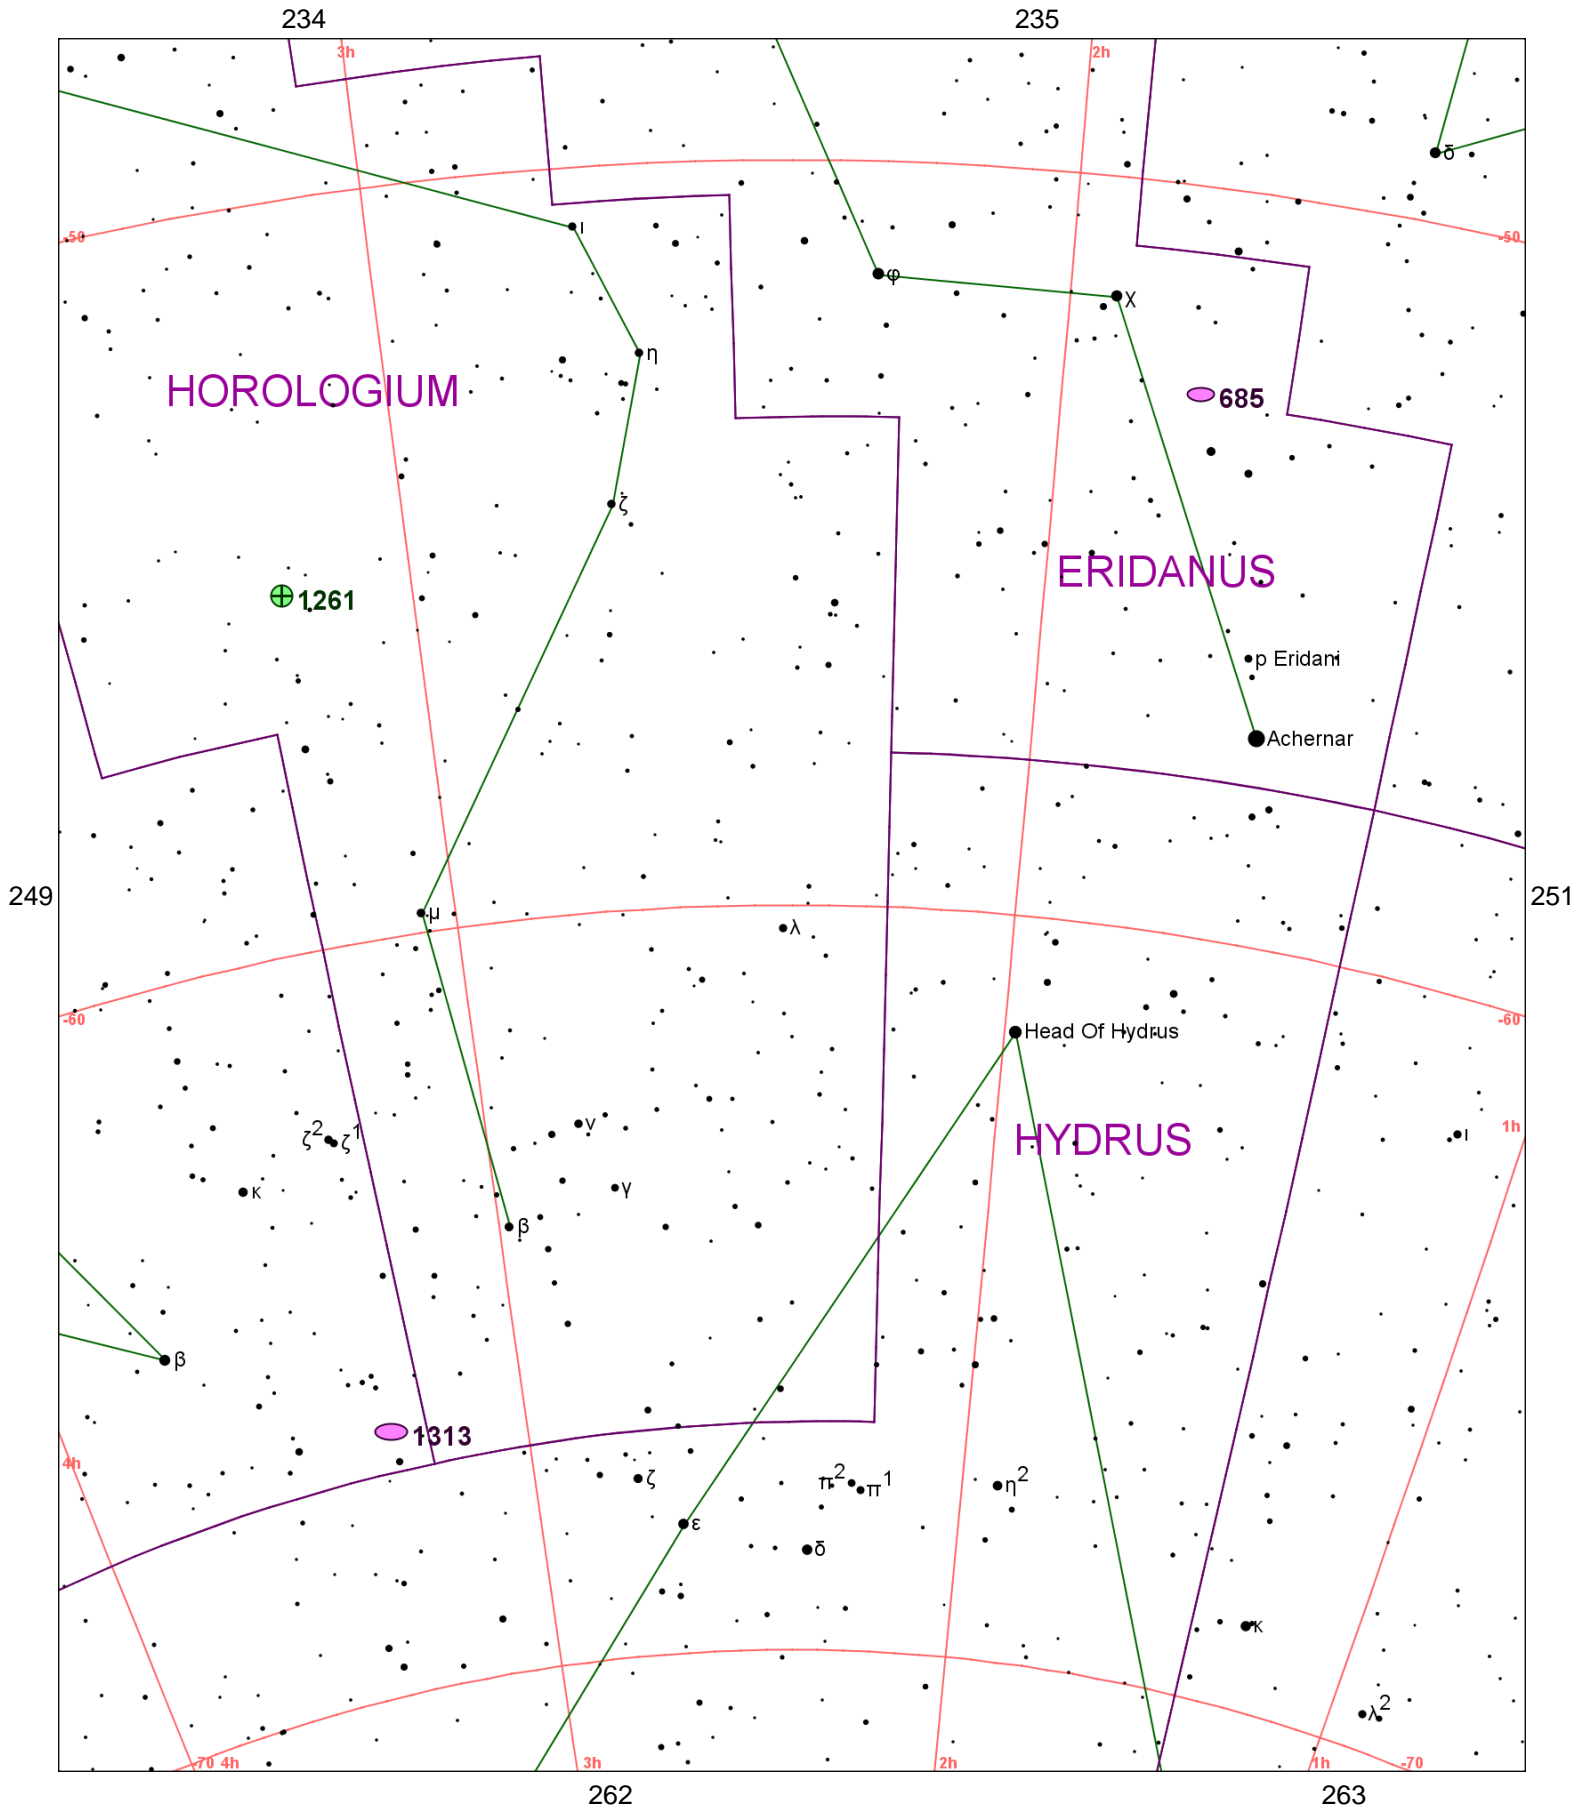 234 235
3h 2h
δ
-50 ι -50
φ
χ
η
HOROLOGIUM 685
ζ
ERIDANUS
1261
p Eridani
Achernar
249 251
μ λ
-60 -60
Head Of Hydrus
ν 1h
ζ2 ζ1 HYDRUS ι
κ γ
β
β
1313
4h
ζ π2 π1 η2
ε
δ
κ
λ2
-70 4h 3h 2h 1h -70
262 263